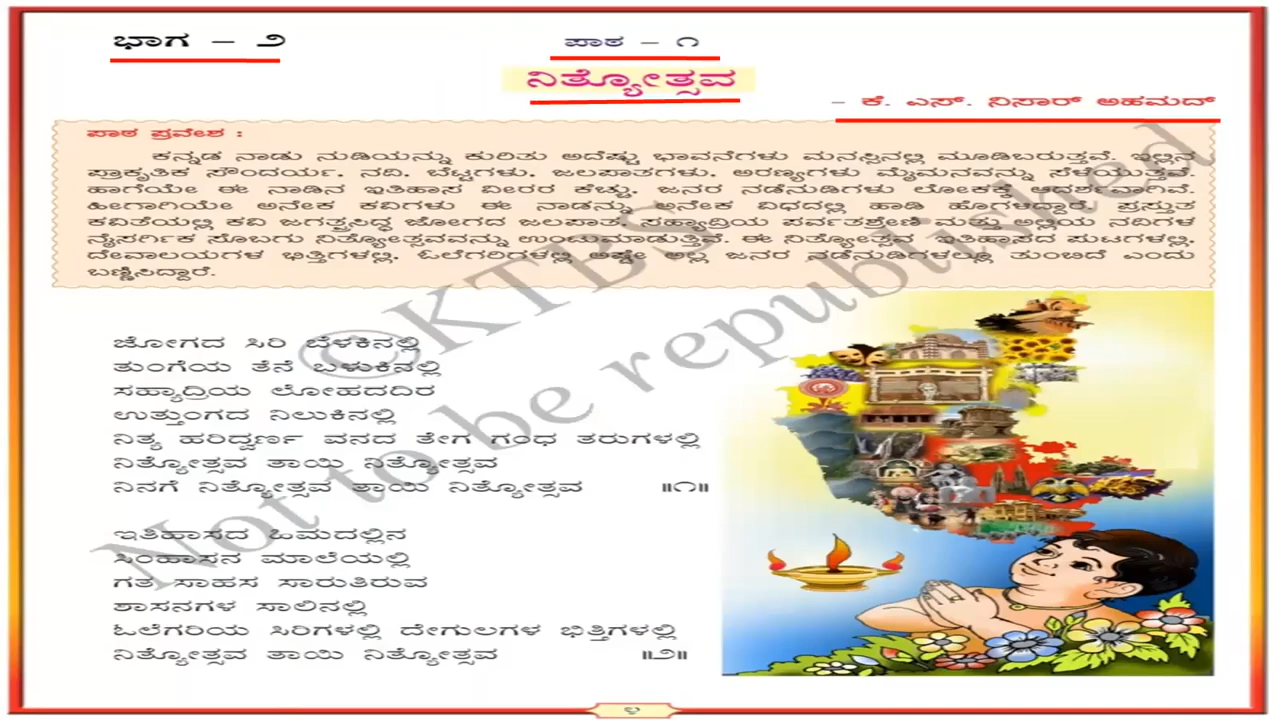 ಭಾಗ – ೨
ಪಾಠ – ೧
ನಿತ್ಯೋತ್ಸವ
– ಕೆ. ಎಸ್. ನಿಸಾರ್ ಅಹಮದ್
ಪಾಠ ಪ್ರವೇಶ :
ಕನ್ನಡ ನಾಡು ನುಡಿಯನ್ನು ಕುರಿತು ಅದೆಷ್ಟು ಭಾವನೆಗಳು ಮನಸ್ಸಿನಲ್ಲಿ ಮೂಡಿಬರುತ್ತವೆ. ಇಲ್ಲಿನ
ಪ್ರಾಕೃತಿಕ ಸೌಂದರ್ಯ, ನದಿ, ಬೆಟ್ಟಗಳು, ಜಲಪಾತಗಳು, ಅರಣ್ಯಗಳು ಮೈಮನವನ್ನು ಸೆಳೆಯುತ್ತವೆ.
ಹಾಗೆಯೇ ಈ ನಾಡಿನ ಇತಿಹಾಸ ವೀರರ ಕೆಚ್ಚು, ಜನರ ನಡೆನುಡಿಗಳು ಲೋಕಕ್ಕೆ ಆದರ್ಶವಾಗಿವೆ.
ಹೀಗಾಗಿಯೇ ಅನೇಕ ಕವಿಗಳು ಈ ನಾಡನ್ನು ಅನೇಕ ವಿಧದಲ್ಲಿ ಹಾಡಿ ಹೊಗಳಿದ್ದಾರೆ. ಪ್ರಸ್ತುತ
ಕವಿತೆಯಲ್ಲಿ ಕವಿ ಜಗತ್ಪ್ರಸಿದ್ಧ ಜೋಗದ ಜಲಪಾತ, ಸಹ್ಯಾದ್ರಿಯ ಪರ್ವತಶ್ರೇಣಿ ಮತ್ತು ಅಲ್ಲಿಯ ನದಿಗಳ
ನೈಸರ್ಗಿಕ ಸೊಬಗು ನಿತ್ಯೋತ್ಸವವನ್ನು ಉಂಟುಮಾಡುತ್ತಿವೆ. ಈ ನಿತ್ಯೋತ್ಸವ ಇತಿಹಾಸದ ಪುಟಗಳಲ್ಲಿ,
ದೇವಾಲಯಗಳ ಭಿತ್ತಿಗಳಲ್ಲಿ, ಓಲೆಗರಿಗಳಲ್ಲಿ ಅಷ್ಟೇ ಅಲ್ಲ ಜನರ ನಡೆನುಡಿಗಳಲ್ಲೂ ತುಂಬಿದೆ ಎಂದು
ಬಣ್ಣಿಸಿದ್ದಾರೆ.
ಜೋಗದ ಸಿರಿ ಬೆಳಕಿನಲ್ಲಿ
ತುಂಗೆಯ ತೆನೆ ಬಳುಕಿನಲ್ಲಿ
ಸಹ್ಯಾದ್ರಿಯ ಲೋಹದದಿರ
ಉತ್ತುಂಗದ ನಿಲುಕಿನಲ್ಲಿ
ನಿತ್ಯ ಹರಿದ್ವರ್ಣ ವನದ ತೇಗ ಗಂಧ ತರುಗಳಲ್ಲಿ
ನಿತ್ಯೋತ್ಸವ ತಾಯಿ ನಿತ್ಯೋತ್ಸವ
ನಿನಗೆ ನಿತ್ಯೋತ್ಸವ ತಾಯಿ ನಿತ್ಯೋತ್ಸವ ॥೧॥
ಇತಿಹಾಸದ ಹಿಮದಲ್ಲಿನ
ಸಿಂಹಾಸನ ಮಾಲೆಯಲ್ಲಿ
ಗತ ಸಾಹಸ ಸಾರುತಿರುವ
ಶಾಸನಗಳ ಸಾಲಿನಲ್ಲಿ
ಓಲೆಗರಿಯ ಸಿರಿಗಳಲ್ಲಿ ದೇಗುಲಗಳ ಭಿತ್ತಿಗಳಲ್ಲಿ
ನಿತ್ಯೋತ್ಸವ ತಾಯಿ ನಿತ್ಯೋತ್ಸವ ॥೨॥
©KTBS
Not to be republished
೪